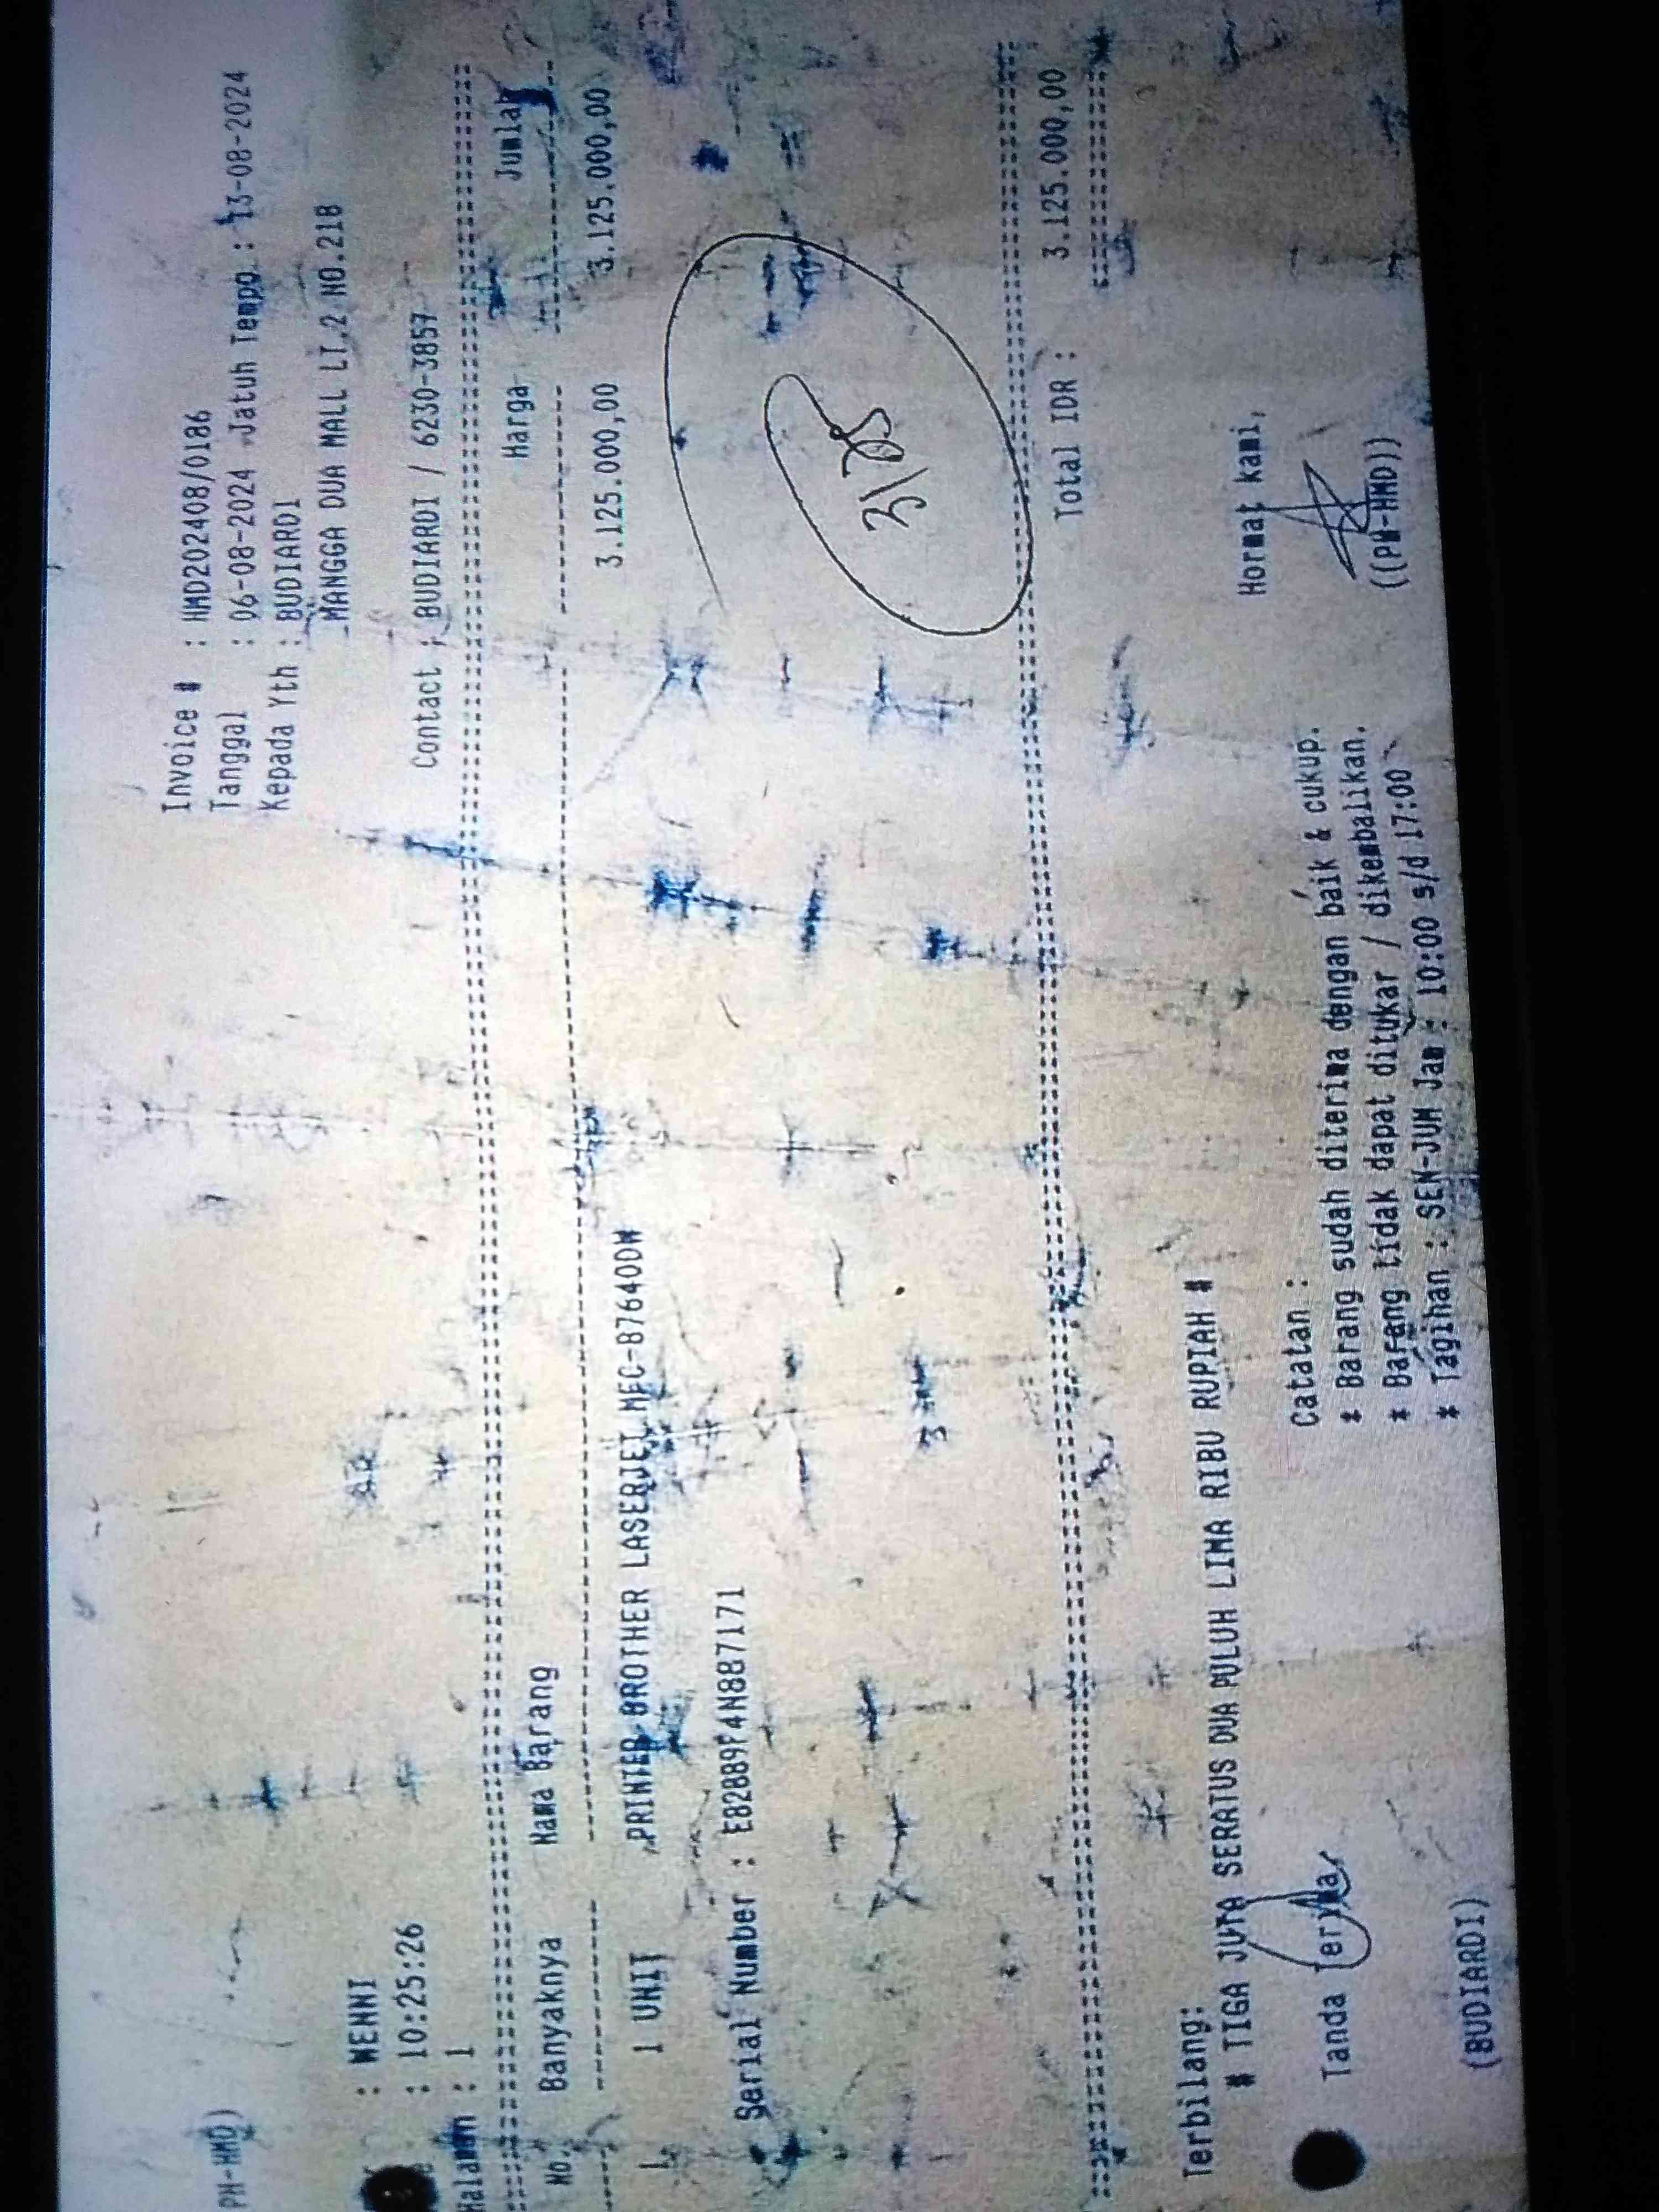 Invoice # : HMD202408/0186
Tanggal : 06-08-2024 Jatuh Tempo : 13-08-2024
Kepada Yth : BUDIARDI
MANGGA DUA MALL LT.2 NO.218
Contact : BUDIARDI / 6230-3857
: WENNI
: 10:25:26
Halaman : 1
No. Banyaknya Nama Barang Harga Jumlah
1 1 UNIT PRINTER BROTHER LASERJET MFC-B7640DW 3.125.000,00 3.125.000,00
Serial Number : E82889F4N887171
3125
Total IDR : 3.125.000,00
Terbilang:
# TIGA JUTA SERATUS DUA PULUH LIMA RIBU RUPIAH #
Tanda Terima
(BUDIARDI)
Catatan :
* Barang sudah diterima dengan baik & cukup.
* Barang tidak dapat ditukar / dikembalikan.
* Tagihan : SEN-JUM Jam : 10:00 s/d 17:00
Hormat kami,
((PW-HMD))